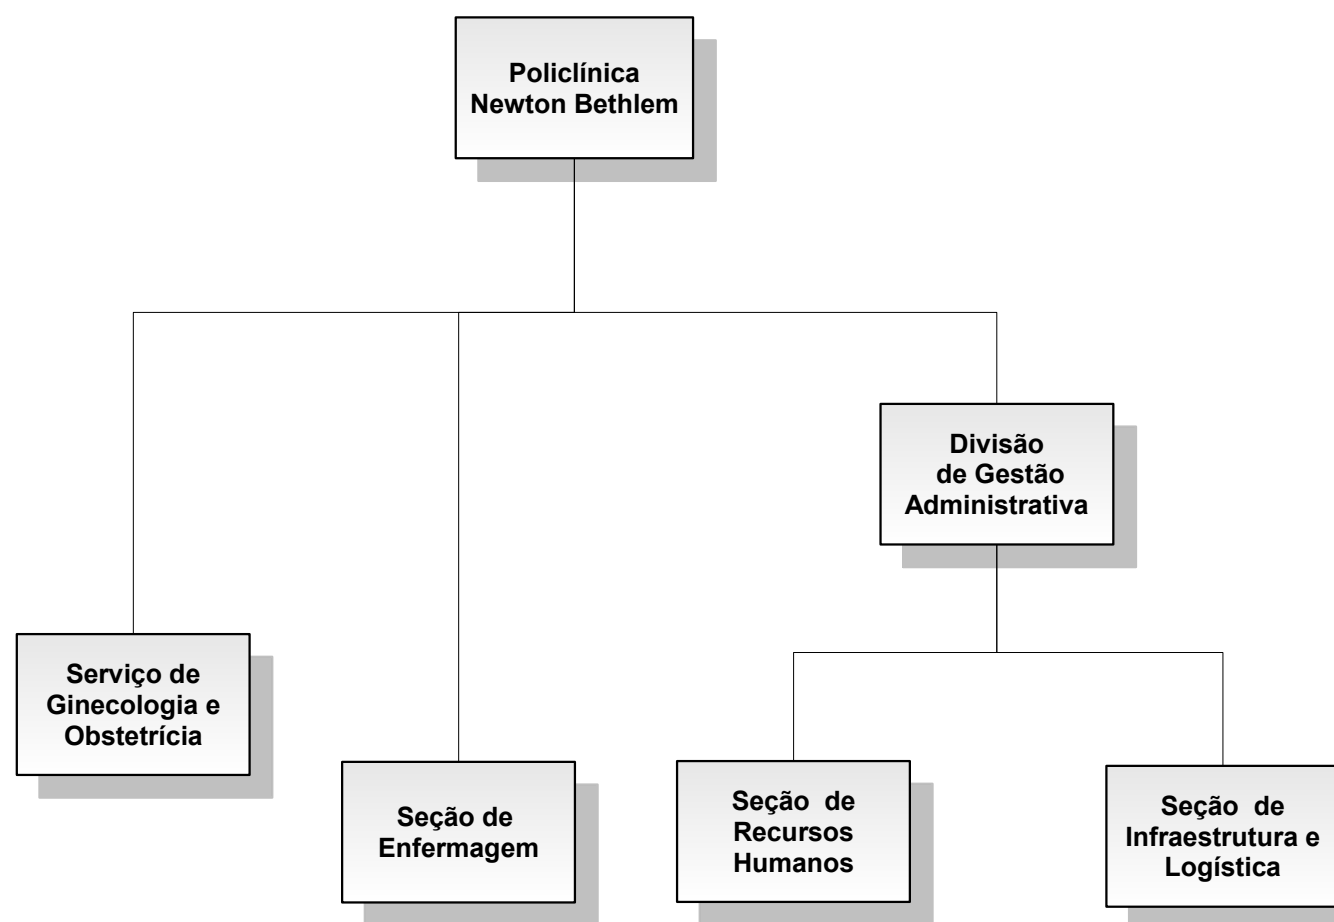 Policlínica
Newton Bethlem
Divisão
de Gestão
Administrativa
Serviço de
Ginecologia e
Obstetrícia
Seção de
Enfermagem
Seção de
Recursos
Humanos
Seção de
Infraestrutura e
Logística